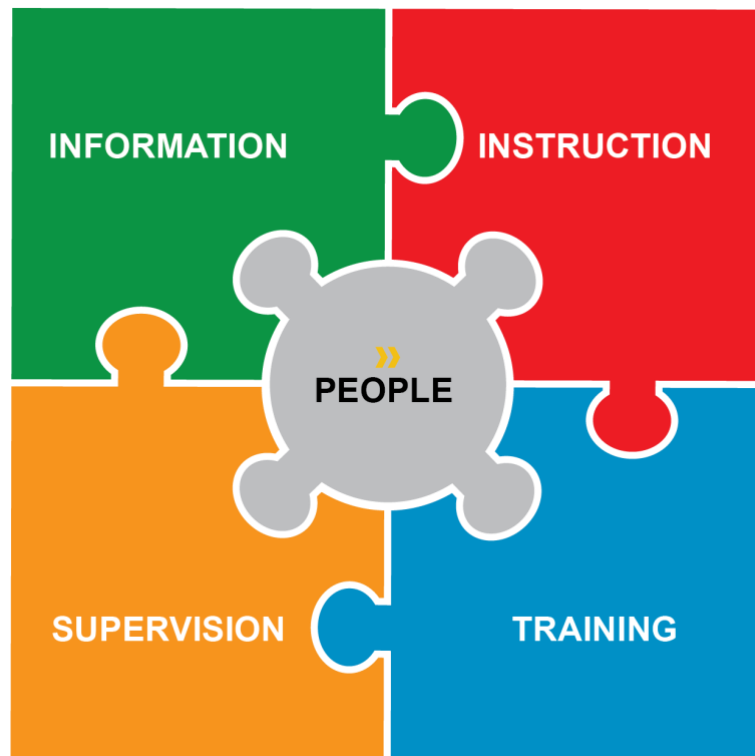 INFORMATION
INSTRUCTION
PEOPLE
SUPERVISION
TRAINING